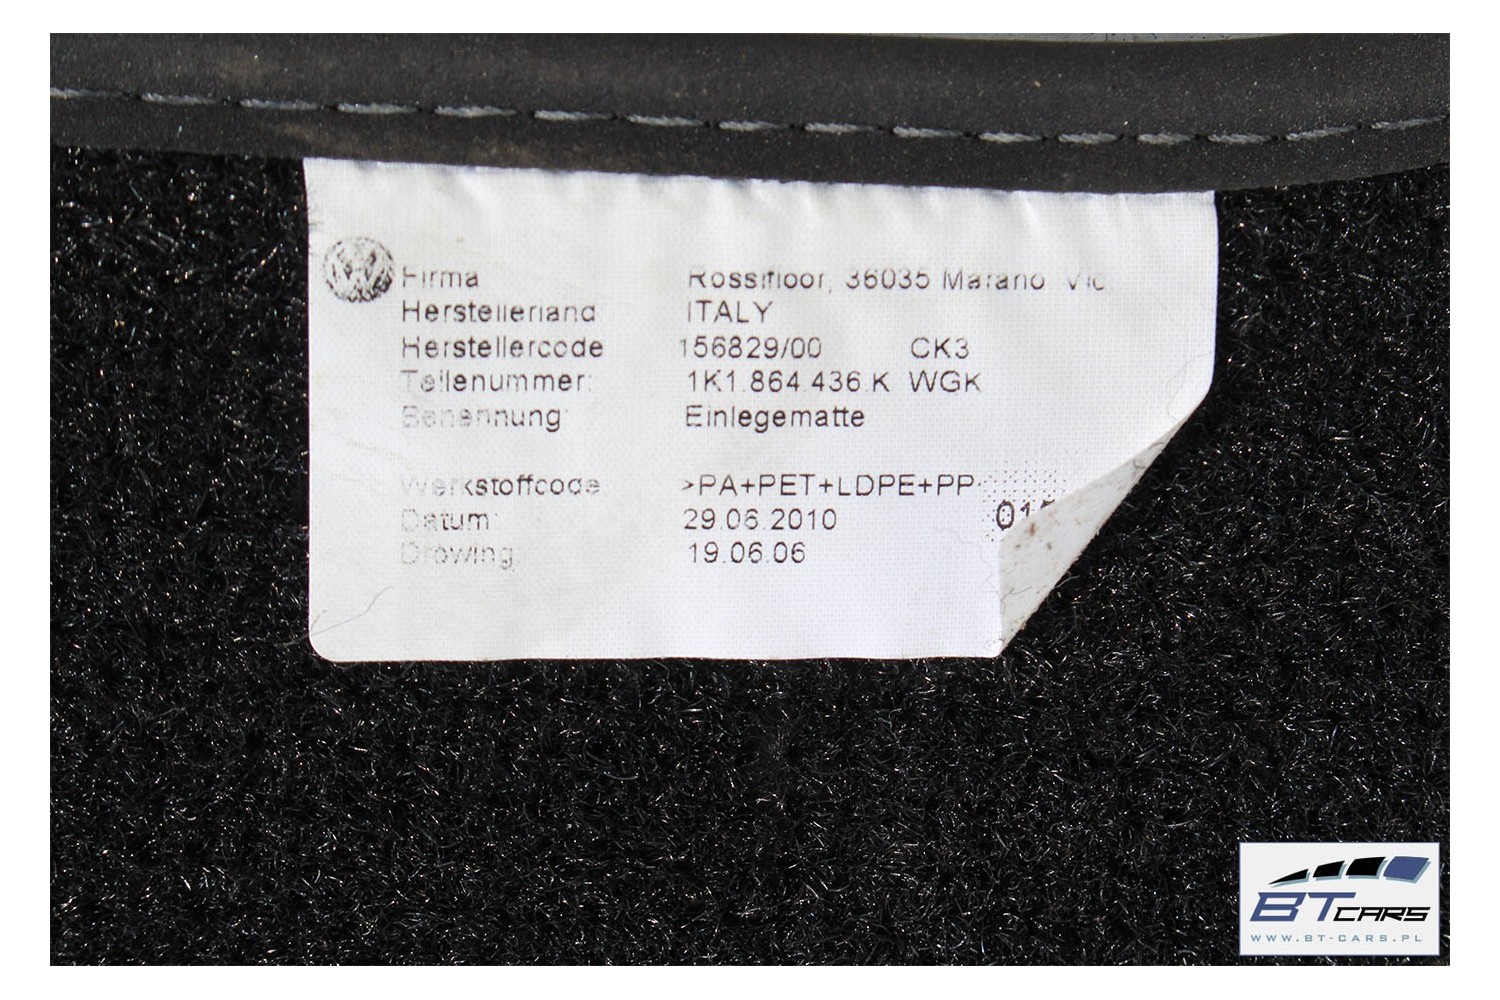 Firma Rossifloor, 36035 Marano Vic
Herstellerland ITALY
Herstellercode 156829/00 CK3
Teilenummer: 1K1.864.436.K WGK
Benennung: Einlegematte
Werkstoffcode: >PA+PET+LDPE+PP
Datum: 29.06.2010
Drowing: 19.06.06
BT CARS
WWW.BT-CARS.PL